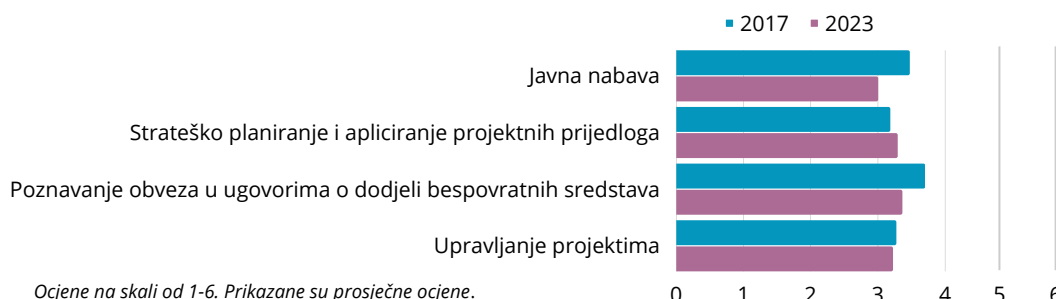 2017 2023
Javna nabava
Strateško planiranje i apliciranje projektnih prijedloga
Poznavanje obveza u ugovorima o dodjeli bespovratnih sredstava
Upravljanje projektima
0 1 2 3 4 5 6
Ocjene na skali od 1-6. Prikazane su prosječne ocjene.